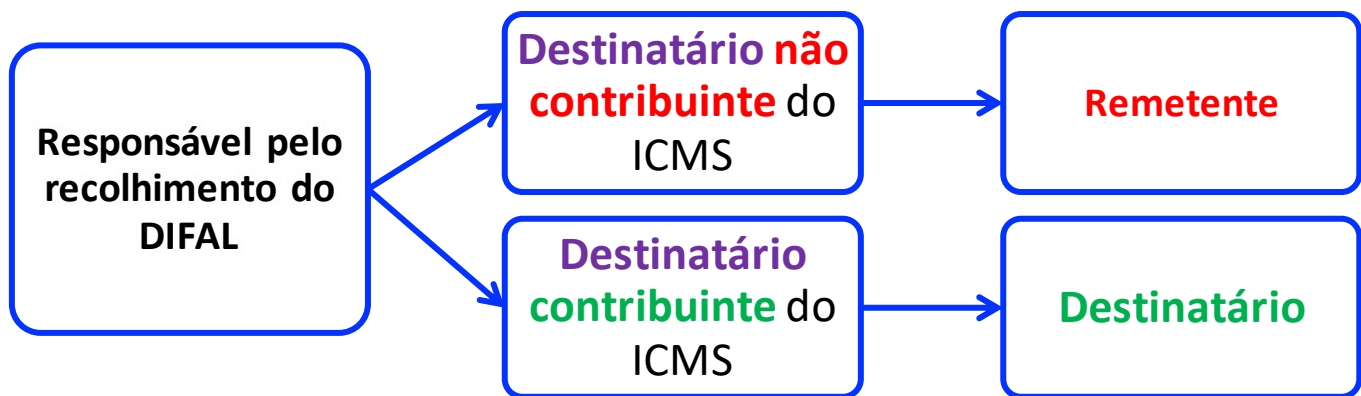 Responsável pelo
recolhimento do
DIFAL
Destinatário não
contribuinte do
ICMS
Remetente
Destinatário
contribuinte do
ICMS
Destinatário